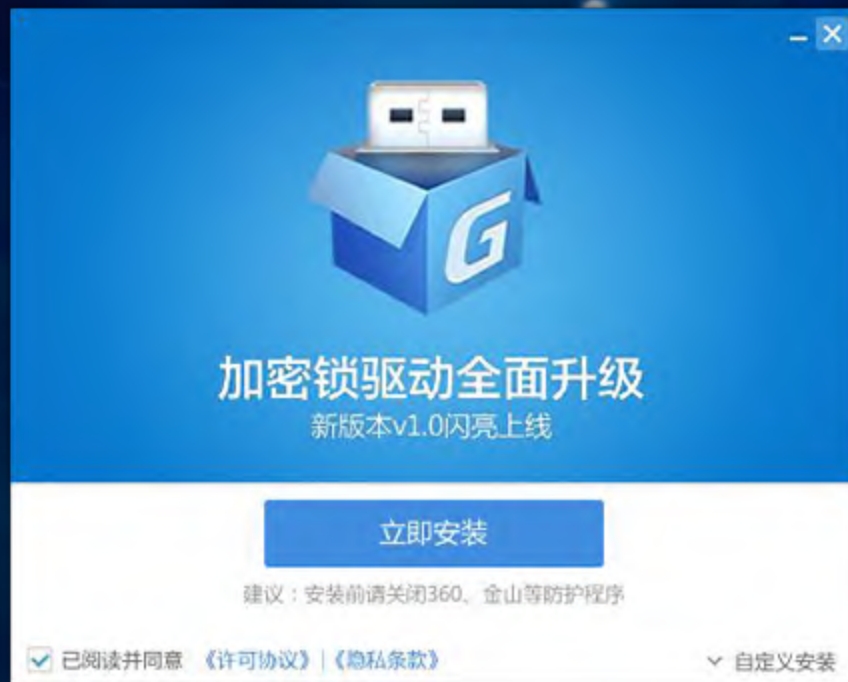 G
加密锁驱动全面升级
新版本v1.0闪亮上线
立即安装
建议：安装前请关闭360、金山等防护程序
已阅读并同意 《许可协议》|《隐私条款》 自定义安装